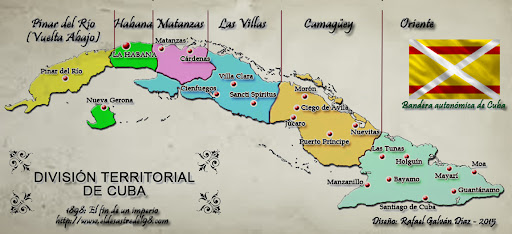 Pinar del Río
(Vuelta Abajo)
Habana
Matanzas
Las Villas
Camagüey
Oriente
Matanzas
LA HABANA
Cárdenas
Pinar del Río
Villa Clara
Cienfuegos
Sancti Spíritus
Nueva Gerona
Morón
Ciego de Ávila
Júcaro
Nuevitas
Puerto Príncipe
Bandera autonómica de Cuba
Las Tunas
Holguín
Moa
Mayarí
Manzanillo
Bayamo
Guantánamo
Santiago de Cuba
DIVISIÓN TERRITORIAL
DE CUBA
1898: El fin de un imperio
http://www.eldesastredel98.com
Diseño: Rafael Galván Díaz - 2015